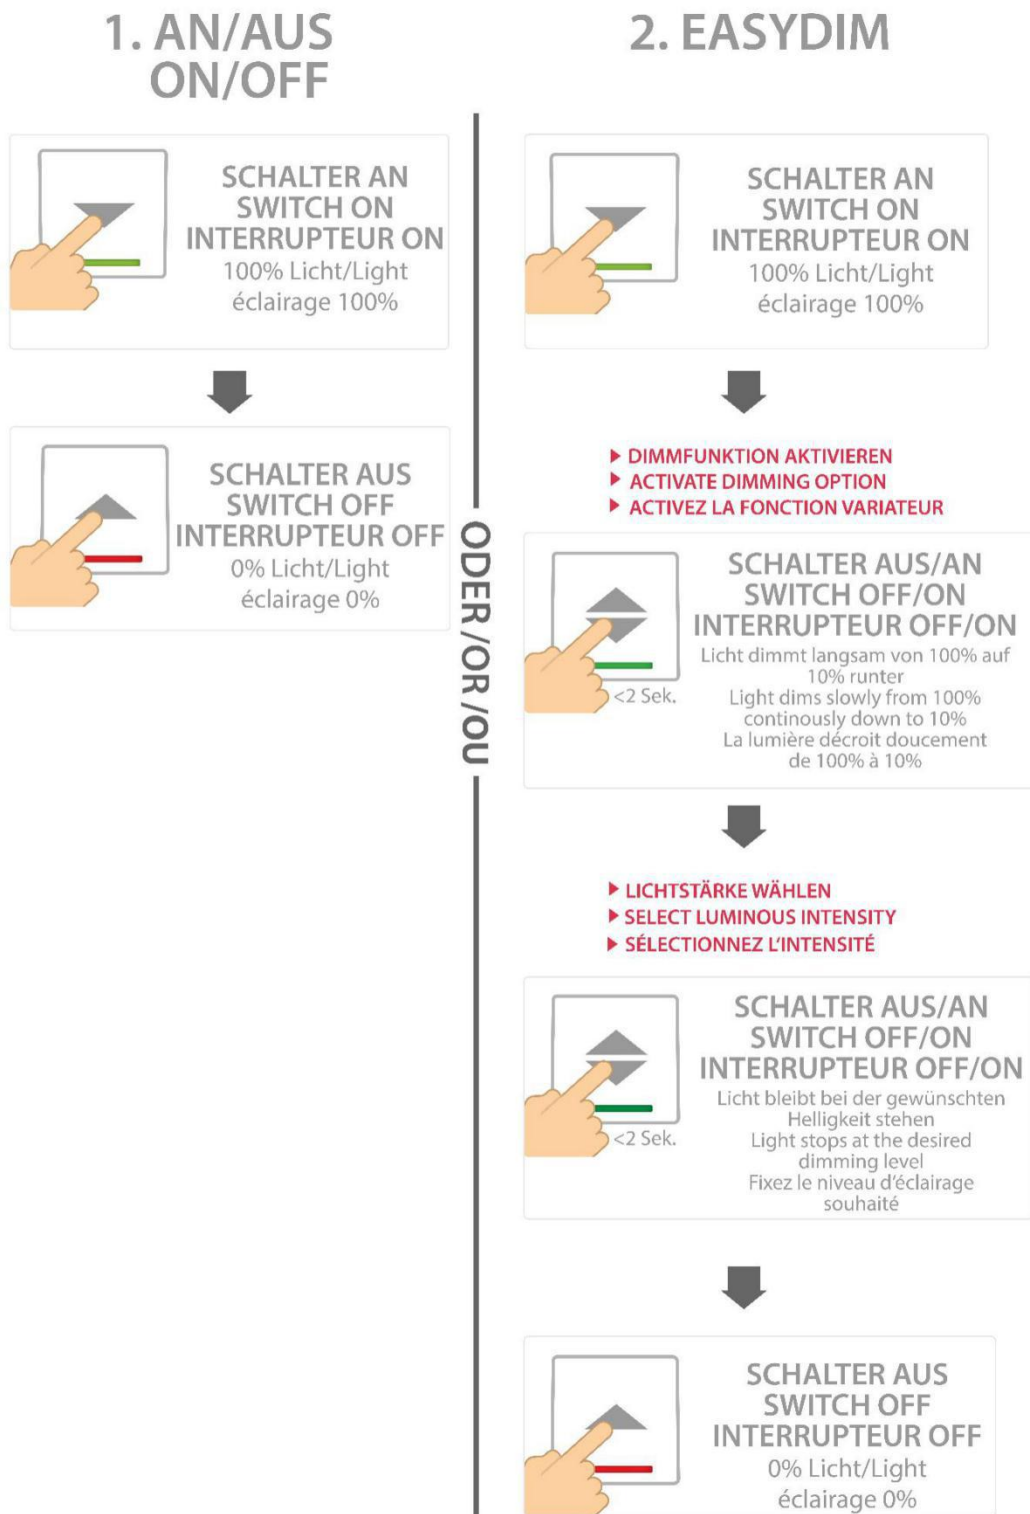 1. AN/AUS
ON/OFF
SCHALTER AN
SWITCH ON
INTERRUPTEUR ON
100% Licht/Light
éclairage 100%
SCHALTER AUS
SWITCH OFF
INTERRUPTEUR OFF
0% Licht/Light
éclairage 0%
ODER /OR /OU
2. EASYDIM
SCHALTER AN
SWITCH ON
INTERRUPTEUR ON
100% Licht/Light
éclairage 100%
DIMMFUNKTION AKTIVIEREN
ACTIVATE DIMMING OPTION
ACTIVEZ LA FONCTION VARIATEUR
<2 Sek.
SCHALTER AUS/AN
SWITCH OFF/ON
INTERRUPTEUR OFF/ON
Licht dimmt langsam von 100% auf
10% runter
Light dims slowly from 100%
continously down to 10%
La lumière décroit doucement
de 100% à 10%
LICHTSTÄRKE WÄHLEN
SELECT LUMINOUS INTENSITY
SÉLECTIONNEZ L'INTENSITÉ
<2 Sek.
SCHALTER AUS/AN
SWITCH OFF/ON
INTERRUPTEUR OFF/ON
Licht bleibt bei der gewünschten
Helligkeit stehen
Light stops at the desired
dimming level
Fixez le niveau d'éclairage
souhaité
SCHALTER AUS
SWITCH OFF
INTERRUPTEUR OFF
0% Licht/Light
éclairage 0%